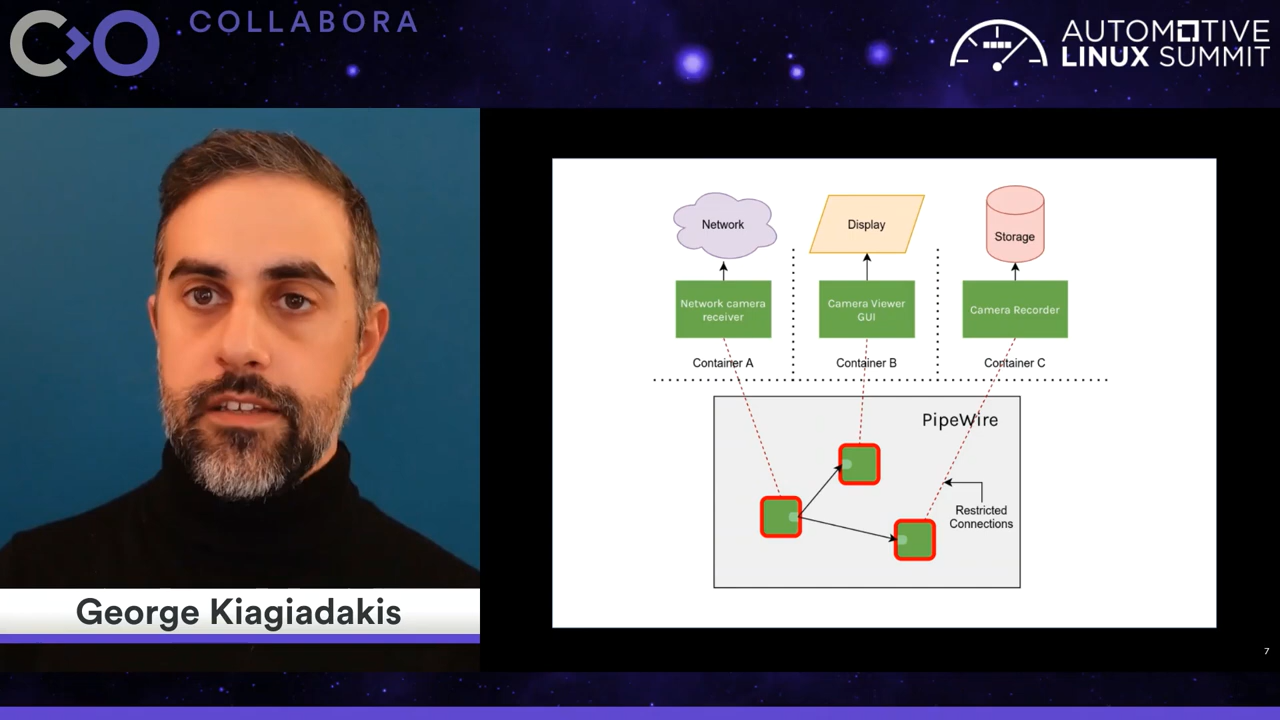 COLLABORA
AUTOMOTIVE
LINUX SUMMIT
Network
Display
Storage
Network camera
receiver
Camera Viewer
GUI
Camera Recorder
Container A
Container B
Container C
PipeWire
Restricted
Connections
George Kiagiadakis
7